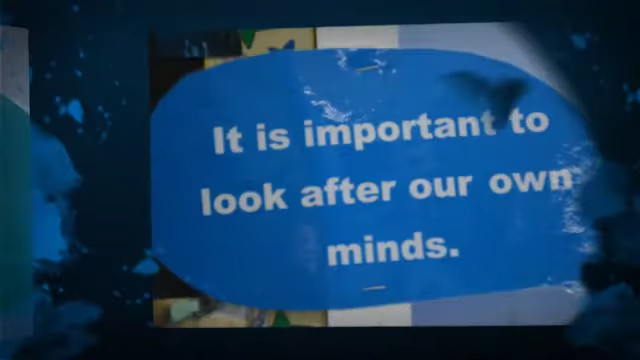 It is important to
look after our own
minds.